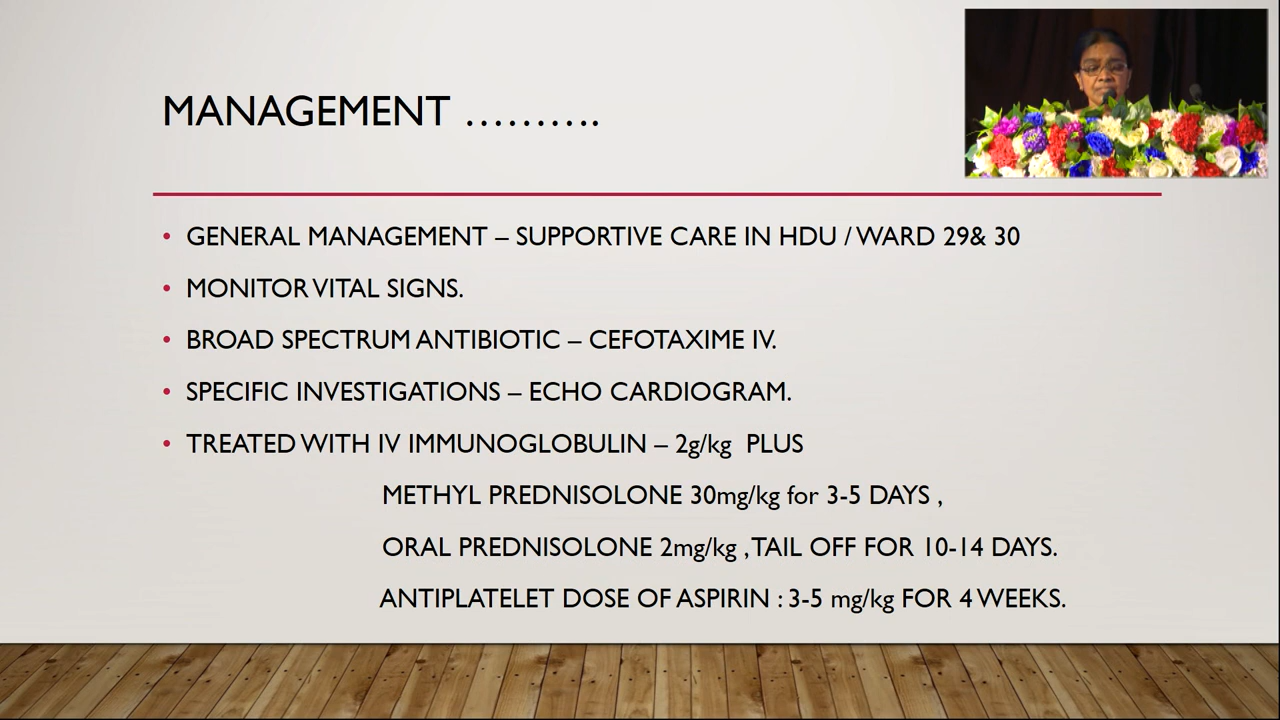 MANAGEMENT ……….
• GENERAL MANAGEMENT – SUPPORTIVE CARE IN HDU / WARD 29& 30
• MONITOR VITAL SIGNS.
• BROAD SPECTRUM ANTIBIOTIC – CEFOTAXIME IV.
• SPECIFIC INVESTIGATIONS – ECHO CARDIOGRAM.
• TREATED WITH IV IMMUNOGLOBULIN – 2g/kg PLUS
METHYL PREDNISOLONE 30mg/kg for 3-5 DAYS ,
ORAL PREDNISOLONE 2mg/kg , TAIL OFF FOR 10-14 DAYS.
ANTIPLATELET DOSE OF ASPIRIN : 3-5 mg/kg FOR 4 WEEKS.